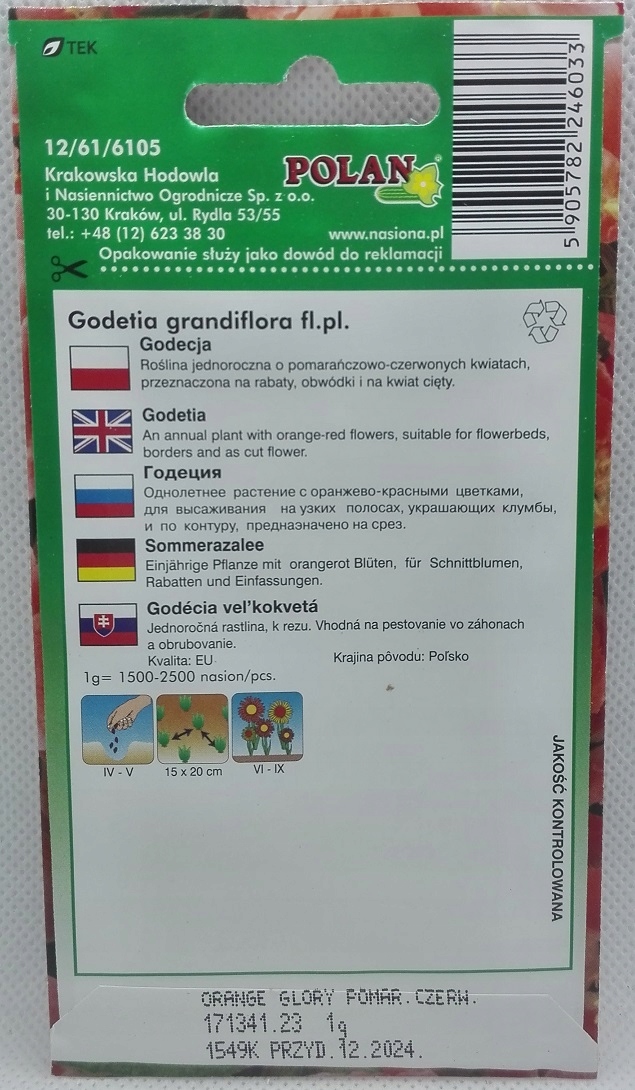 TEK
12/61/6105
Krakowska Hodowla
i Nasiennictwo Ogrodnicze Sp. z o.o.
30-130 Kraków, ul. Rydla 53/55
tel.: +48 (12) 623 38 30
POLAN®
www.nasiona.pl
Opakowanie służy jako dowód do reklamacji
5 905782 246033
Godetia grandiflora fl.pl.
Godecja
Roślina jednoroczna o pomarańczowo-czerwonych kwiatach,
przeznaczona na rabaty, obwódki i na kwiat cięty.
Godetia
An annual plant with orange-red flowers, suitable for flowerbeds,
borders and as cut flower.
Годеция
Однолетнее растение с оранжево-красными цветками,
для высаживания на узких полосах, украшающих клумбы,
и по контуру, предназначено на срез.
Sommerazalee
Einjährige Pflanze mit orangerot Blüten, für Schnittblumen,
Rabatten und Einfassungen.
Godécia veľkokvetá
Jednoročná rastlina, k rezu. Vhodná na pestovanie vo záhonach
a obrubovanie.
Kvalita: EU Krajina pôvodu: Poľsko
1g= 1500-2500 nasion/pcs.
IV - V 15 x 20 cm VI - IX
JAKOŚĆ KONTROLOWANA
ORANGE GLORY POMAR.CZERW.
171341.23 1g
1549K PRZYD.12.2024.